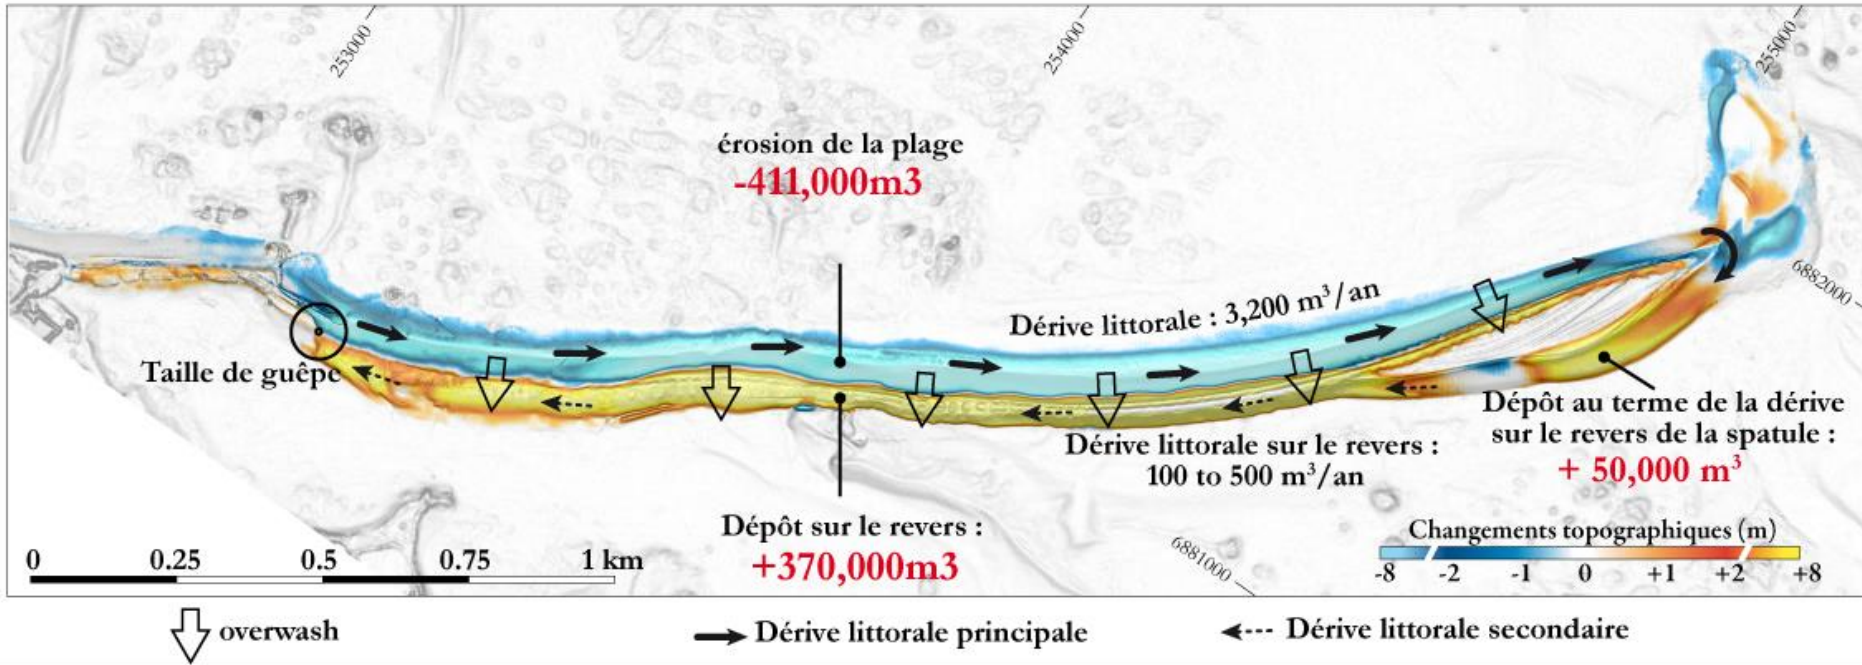 253000
254000
255000
érosion de la plage
-411,000m3
Dérive littorale : 3,200 m³/an
6882000
Taille de guêpe
Dérive littorale sur le revers :
100 to 500 m³/an
Dépôt au terme de la dérive
sur le revers de la spatule :
+ 50,000 m³
Dépôt sur le revers :
+370,000m3
6881000
Changements topographiques (m)
-8 -2 -1 0 +1 +2 +8
0 0.25 0.5 0.75 1 km
overwash
Dérive littorale principale
Dérive littorale secondaire